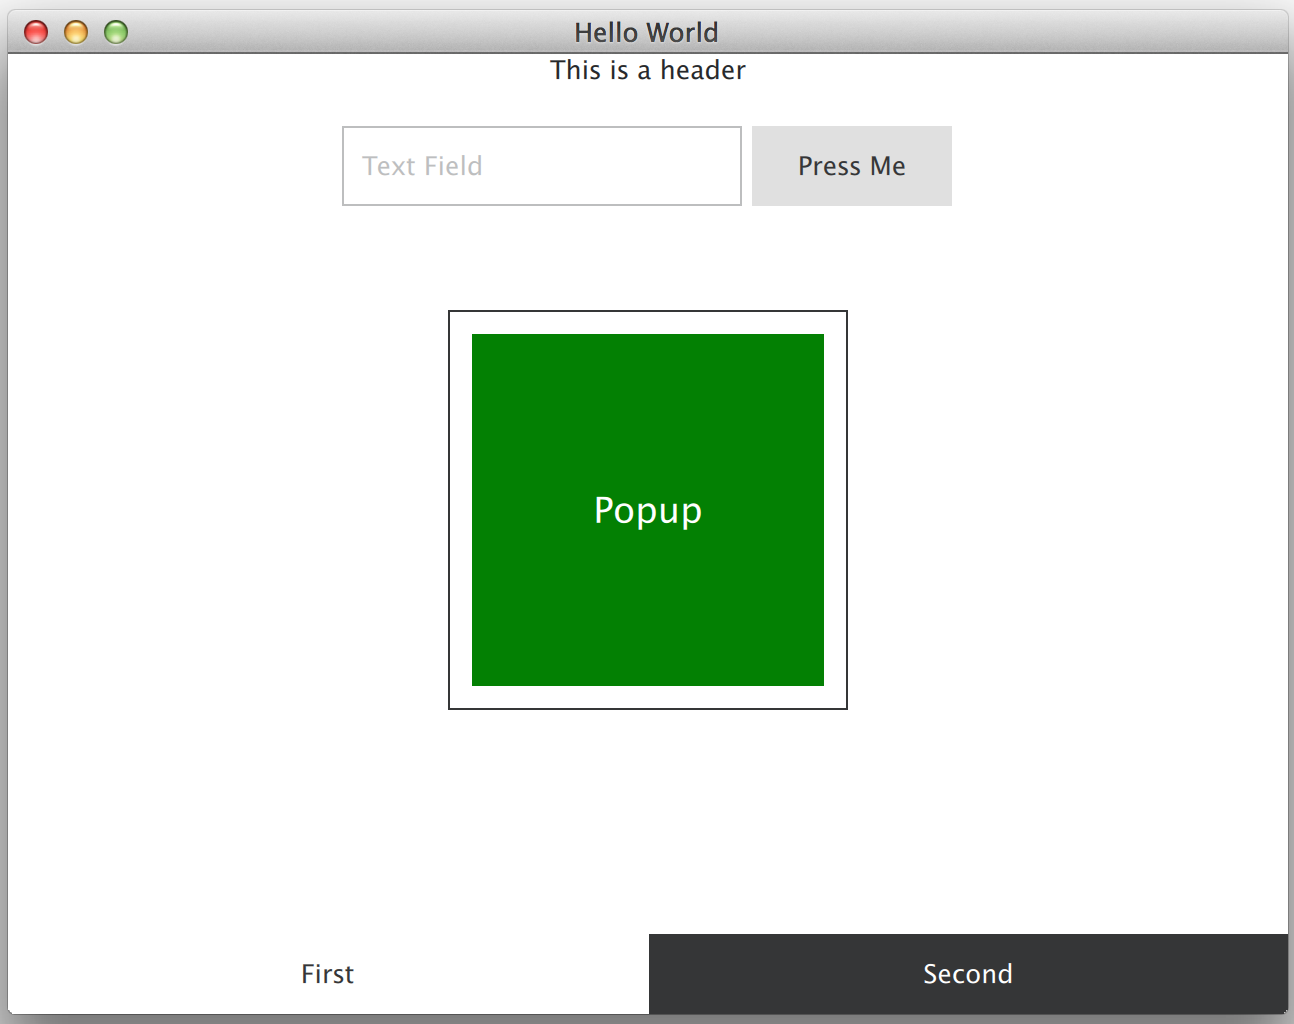 Hello World
This is a header
Text Field
Press Me
Popup
First
Second